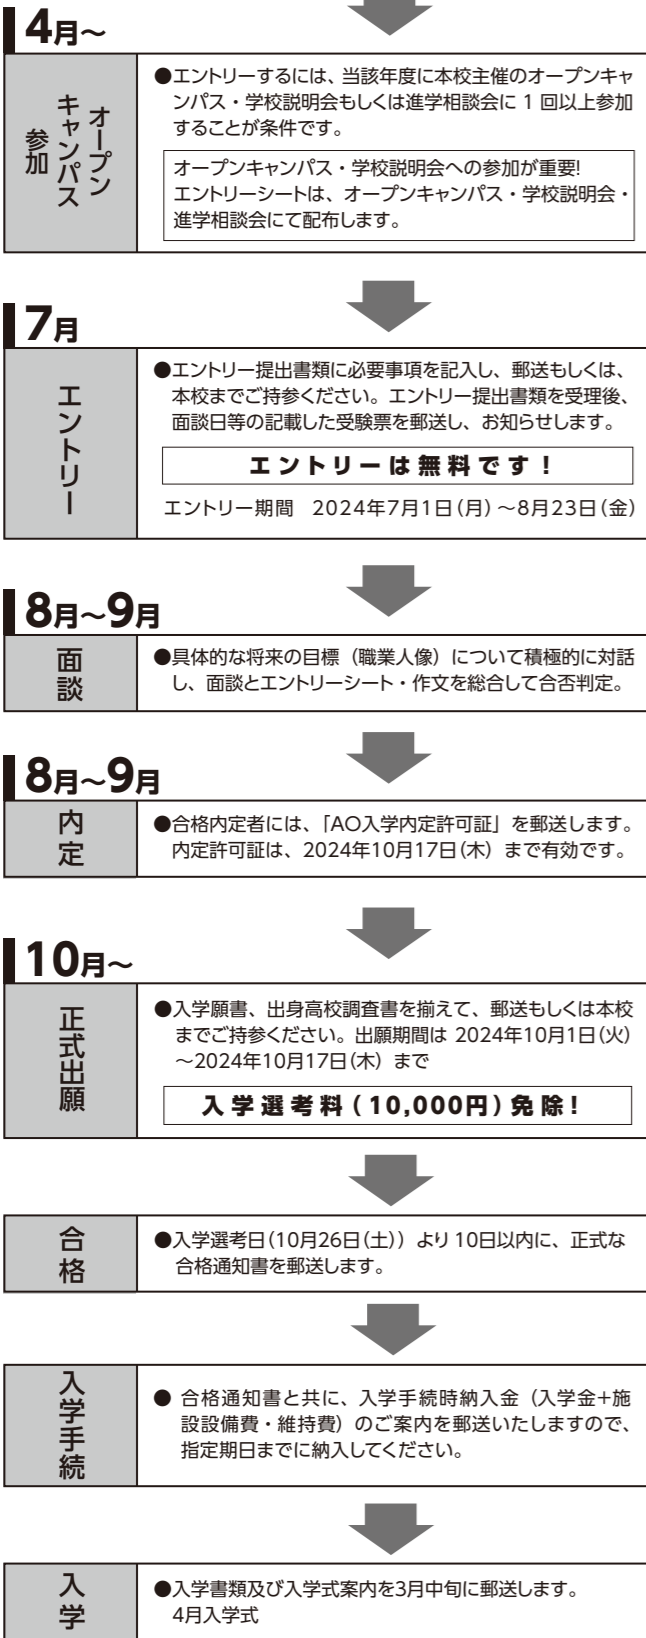 4月～
オープン
キャンパス
参加
●エントリーするには、当該年度に本校主催のオープンキャ
ンパス・学校説明会もしくは進学相談会に 1 回以上参加
することが条件です。
オープンキャンパス・学校説明会への参加が重要!
エントリーシートは、オープンキャンパス・学校説明会・
進学相談会にて配布します。
7月
エントリー
●エントリー提出書類に必要事項を記入し、郵送もしくは、
本校までご持参ください。エントリー提出書類を受理後、
面談日等の記載した受験票を郵送し、お知らせします。
エントリーは無料です！
エントリー期間　2024年7月1日（月）～8月23日（金）
8月～9月
面談
●具体的な将来の目標（職業人像）について積極的に対話
し、面談とエントリーシート・作文を総合して合否判定。
8月～9月
内定
●合格内定者には、「AO入学内定許可証」を郵送します。
内定許可証は、2024年10月17日（木）まで有効です。
10月～
正式出願
●入学願書、出身高校調査書を揃えて、郵送もしくは本校
までご持参ください。出願期間は 2024年10月1日（火）
～2024年10月17日（木）まで
入学選考料（10,000円）免除！
合格
●入学選考日（10月26日（土））より 10日以内に、正式な
合格通知書を郵送します。
入学手続
● 合格通知書と共に、入学手続時納入金（入学金+施
設設備費・維持費）のご案内を郵送いたしますので、
指定期日までに納入してください。
入学
●入学書類及び入学式案内を3月中旬に郵送します。
4月入学式